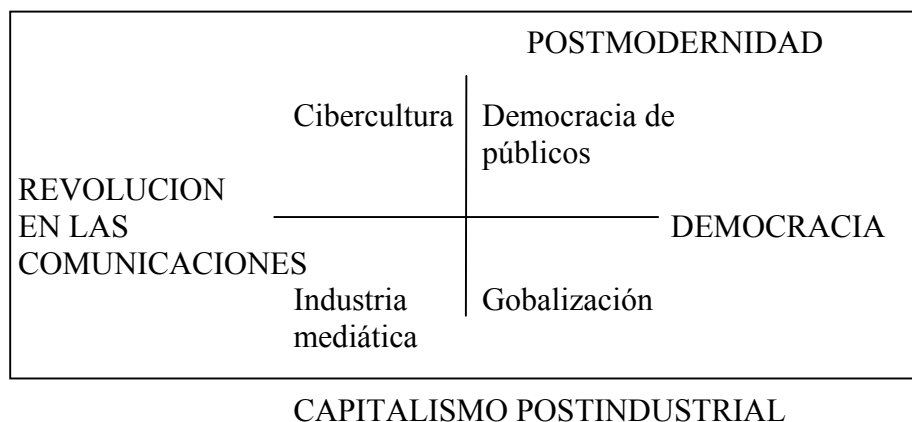 POSTMODERNIDAD
Cibercultura
Democracia de
públicos
REVOLUCION
EN LAS
COMUNICACIONES
DEMOCRACIA
Industria
mediática
Gobalización
CAPITALISMO POSTINDUSTRIAL